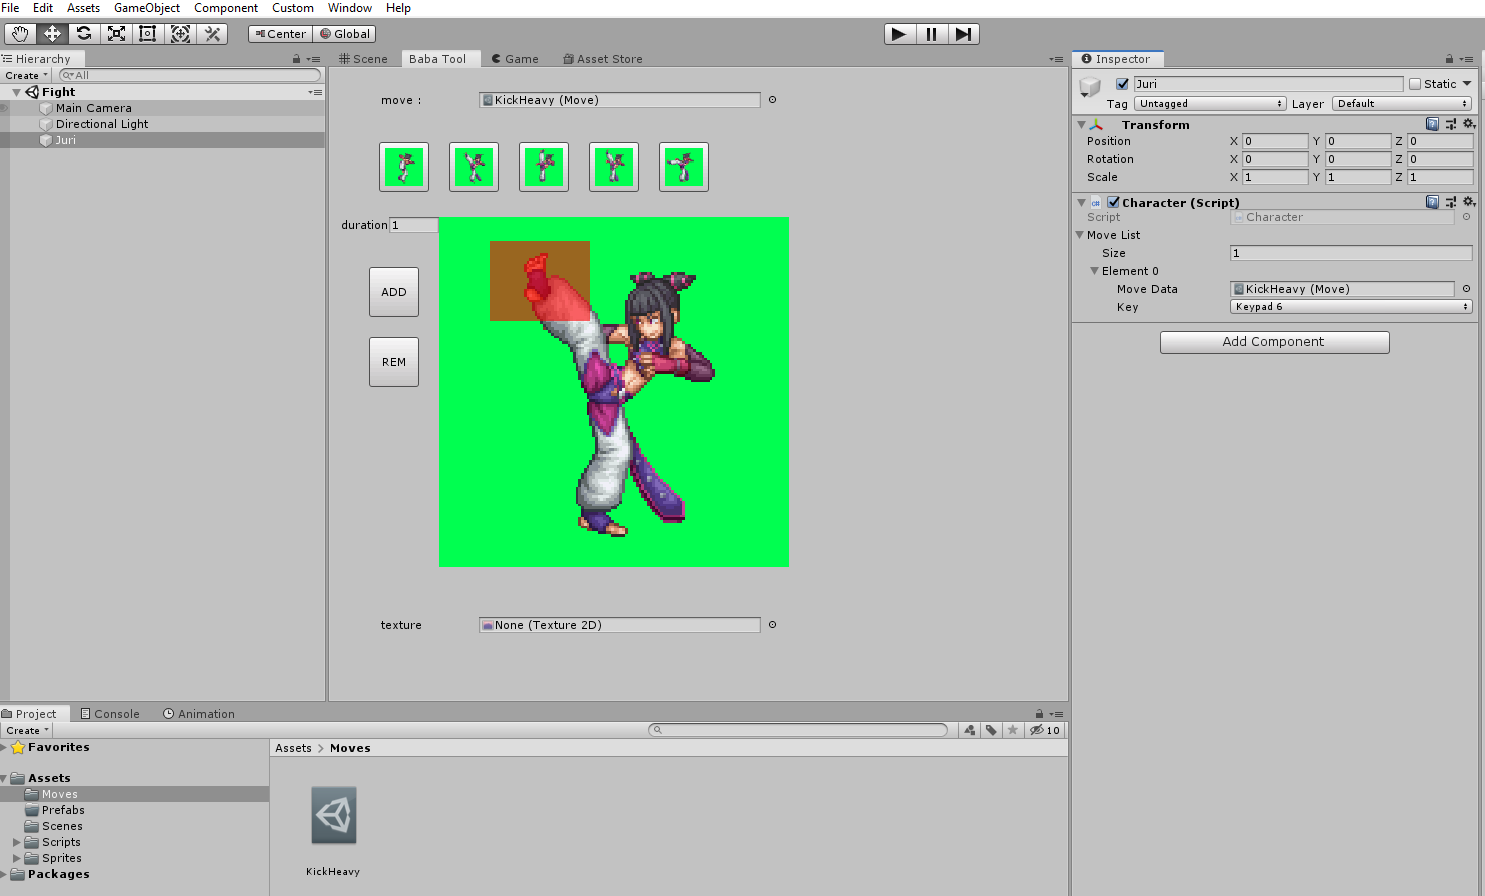 File Edit Assets GameObject Component Custom Window Help
Center Global
Hierarchy
Create All
Fight
Main Camera
Directional Light
Juri
Scene Baba Tool Game Asset Store
move : KickHeavy (Move)
duration 1
ADD
REM
texture None (Texture 2D)
Inspector
Juri Static
Tag Untagged Layer Default
Transform
Position X 0 Y 0 Z 0
Rotation X 0 Y 0 Z 0
Scale X 1 Y 1 Z 1
Character (Script)
Script Character
Move List
Size 1
Element 0
Move Data KickHeavy (Move)
Key Keypad 6
Add Component
Project Console Animation
Create 10
Favorites
Assets
Moves
Prefabs
Scenes
Scripts
Sprites
Packages
Assets > Moves
KickHeavy